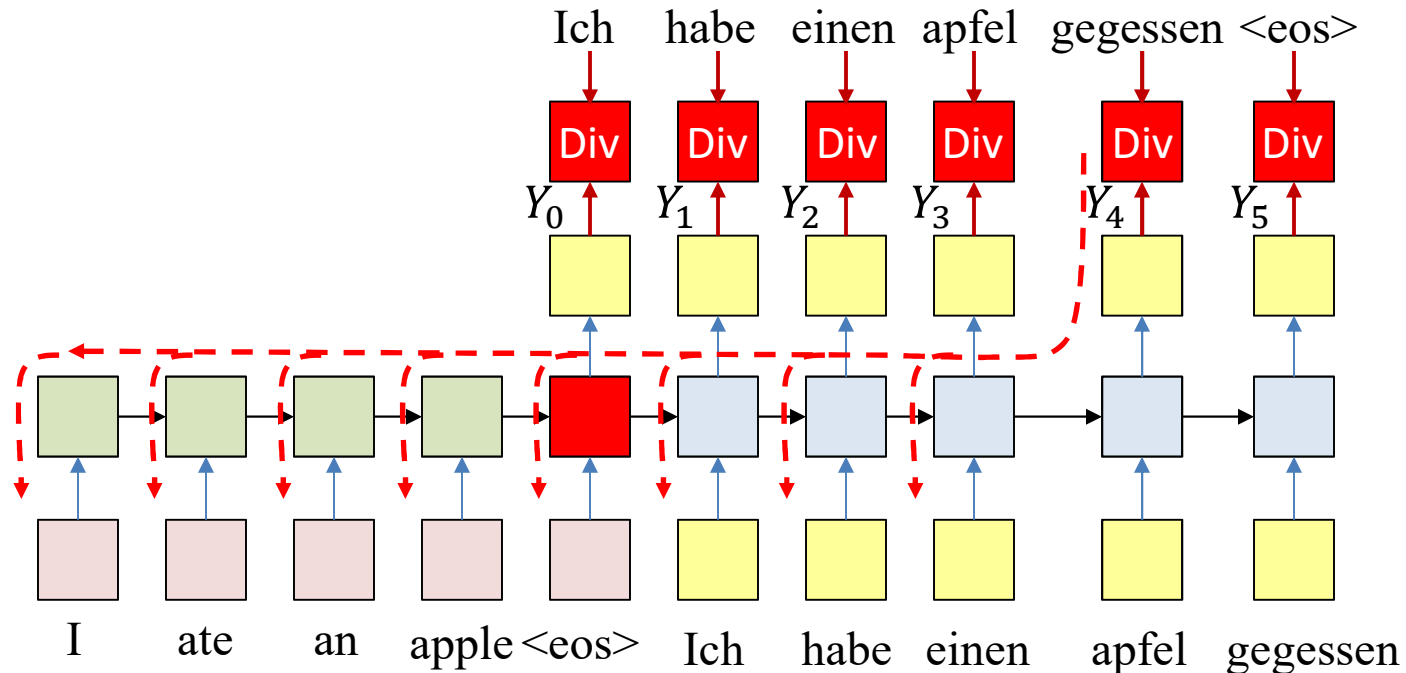 Ich habe einen apfel gegessen <eos>
Div Div Div Div Div Div
Y₀ Y₁ Y₂ Y₃ Y₄ Y₅
I ate an apple <eos> Ich habe einen apfel gegessen